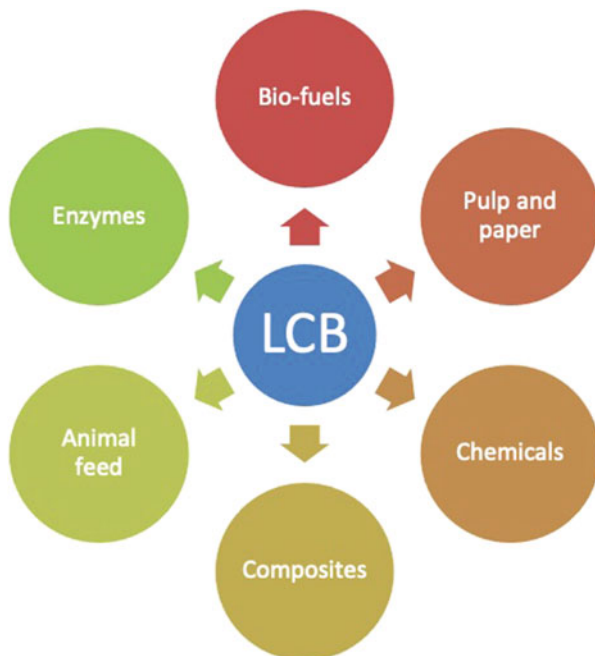 Bio-fuels
Enzymes
Pulp and
paper
LCB
Animal
feed
Chemicals
Composites